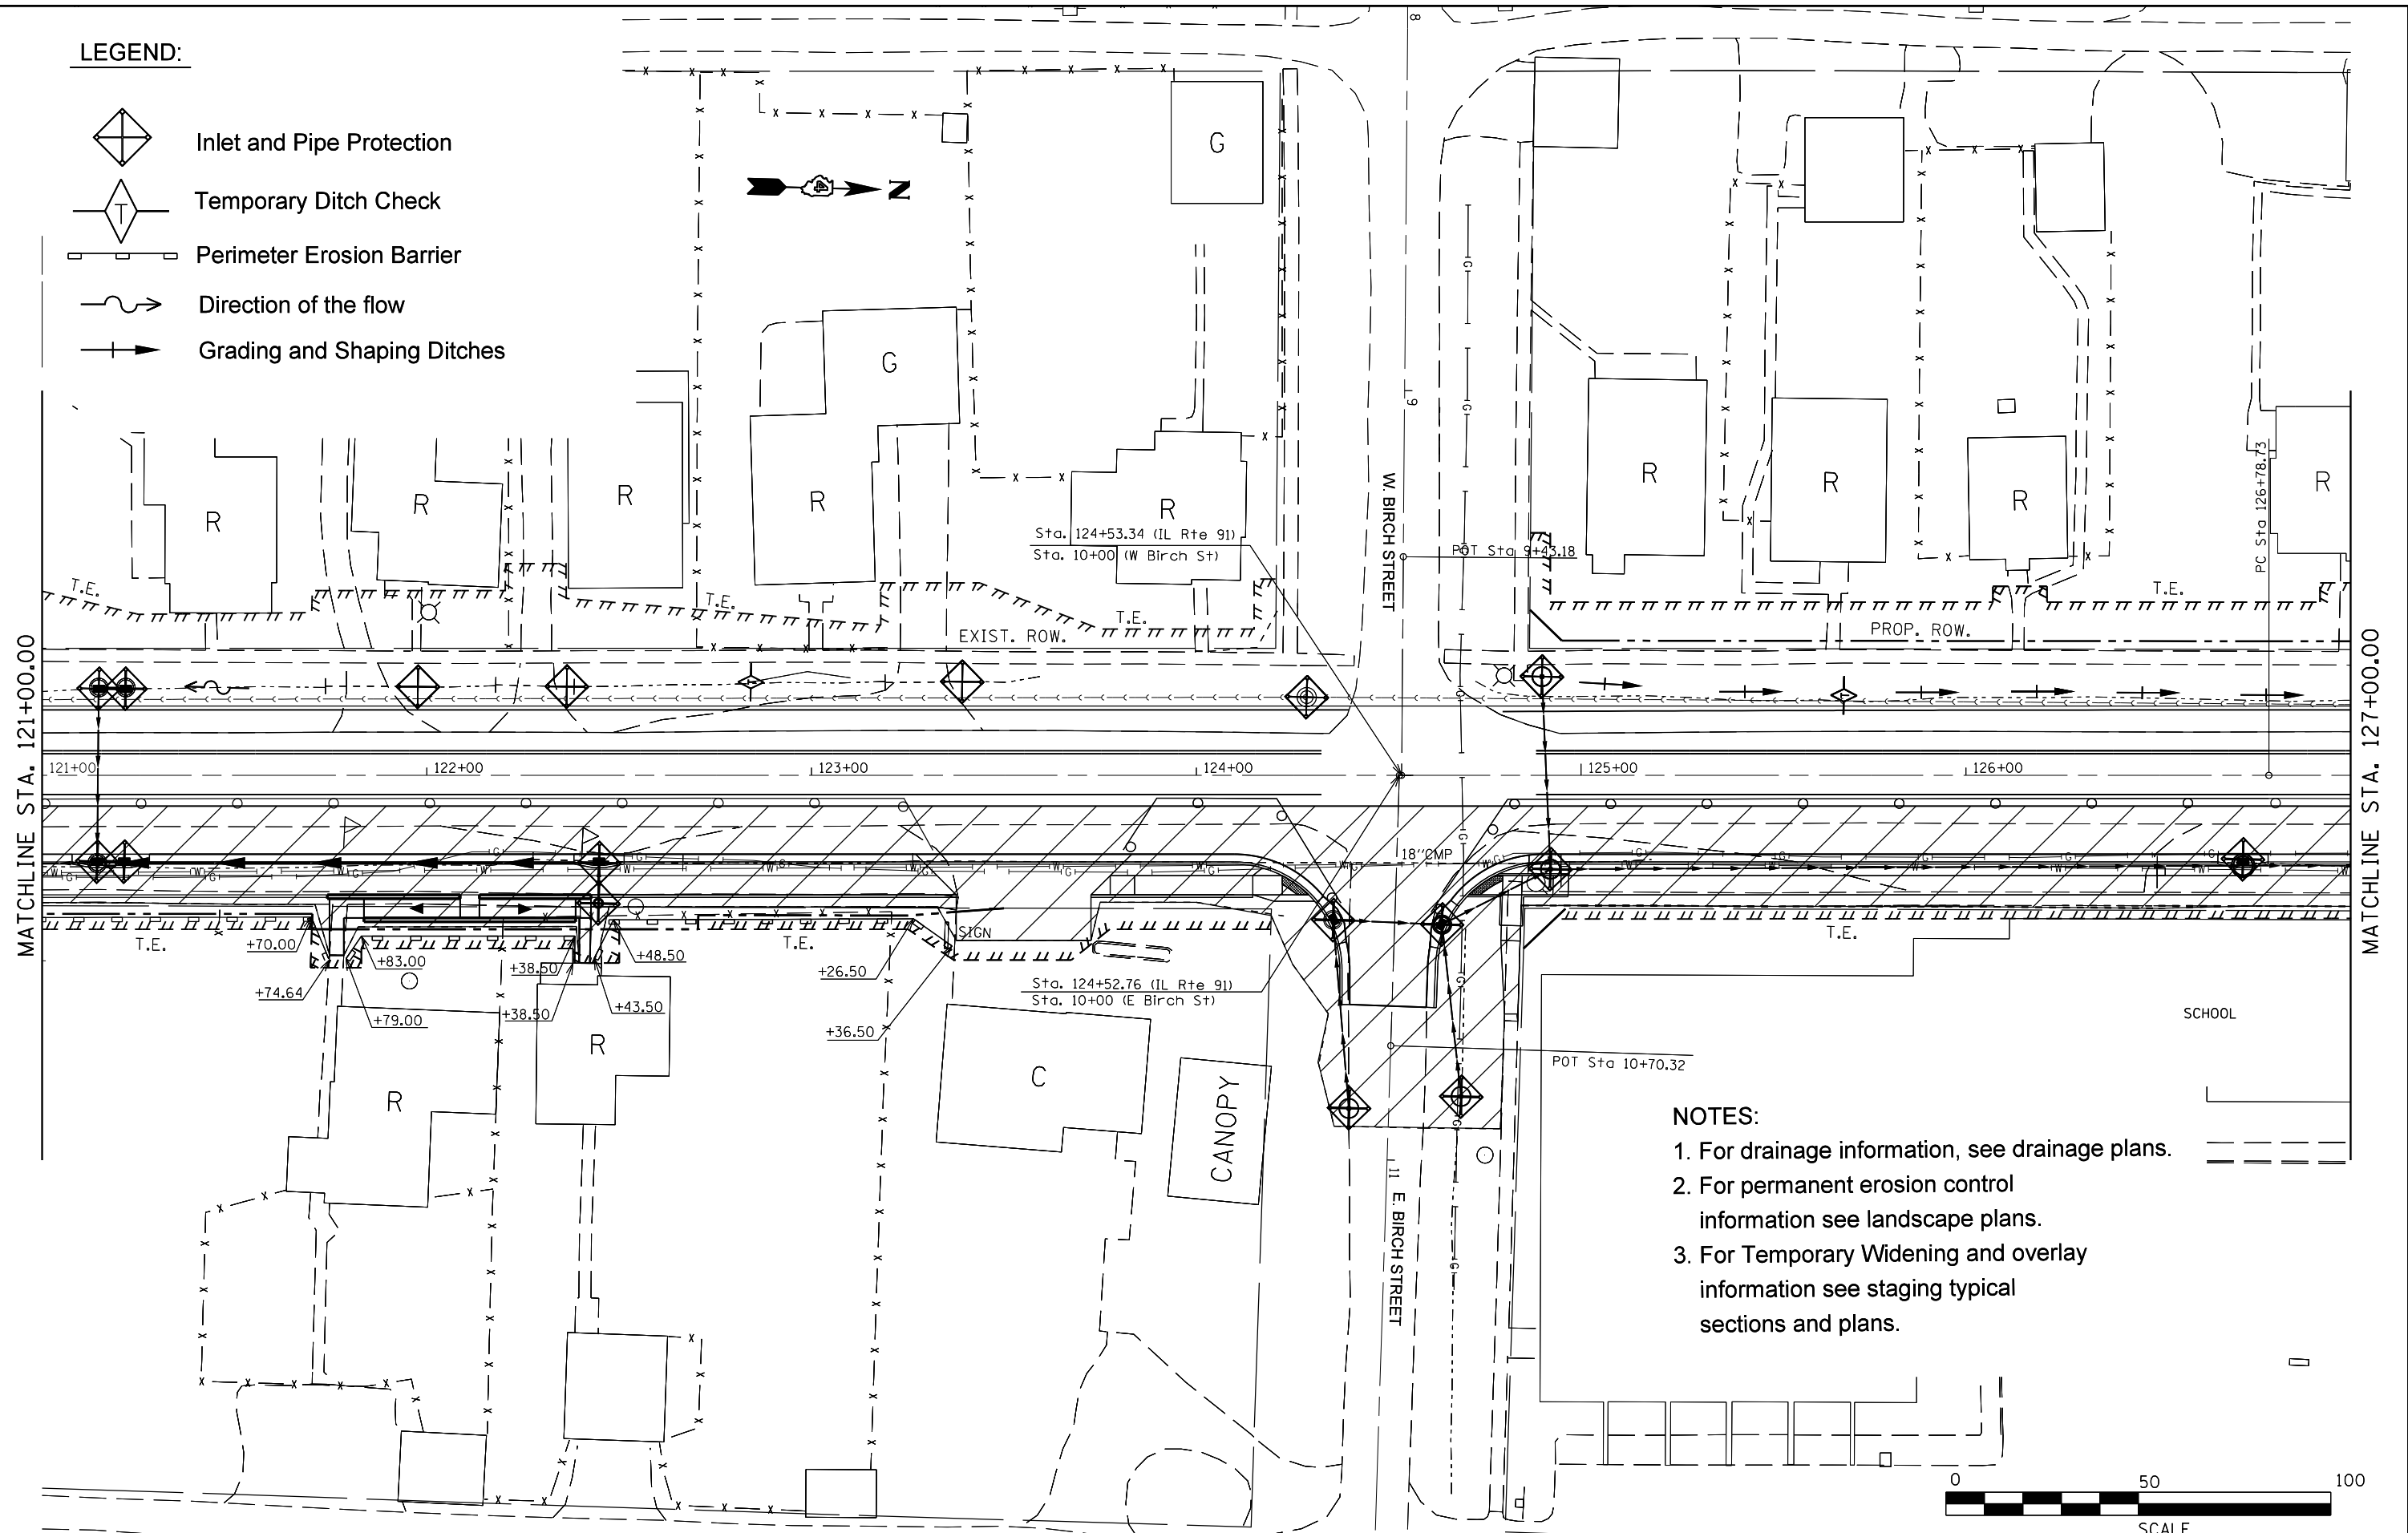 LEGEND:
Inlet and Pipe Protection
T
Temporary Ditch Check
Perimeter Erosion Barrier
Direction of the flow
Grading and Shaping Ditches
N
4
8
9
G
G
G
G
R
R
R
R
R
R
R
R
R
W. BIRCH STREET
Sta. 124+53.34 (IL Rte 91)
Sta. 10+00 (W Birch St)
POT Sta 9+43.18
PC Sta 126+78.73
T.E.
T.E.
T.E.
T.E.
EXIST. ROW.
PROP. ROW.
T
T
MATCHLINE STA. 121+00.00
MATCHLINE STA. 127+00.00
121+00
122+00
123+00
124+00
125+00
126+00
18"CMP
T.E.
+70.00
+83.00
+38.50
+48.50
T.E.
SIGN
T.E.
+74.64
+79.00
+38.50
+43.50
+26.50
+36.50
Sta. 124+52.76 (IL Rte 91)
Sta. 10+00 (E Birch St)
POT Sta 10+70.32
SCHOOL
R
R
C
CANOPY
11
E. BIRCH STREET
NOTES:
1. For drainage information, see drainage plans.
2. For permanent erosion control
information see landscape plans.
3. For Temporary Widening and overlay
information see staging typical
sections and plans.
0 50 100
SCALE